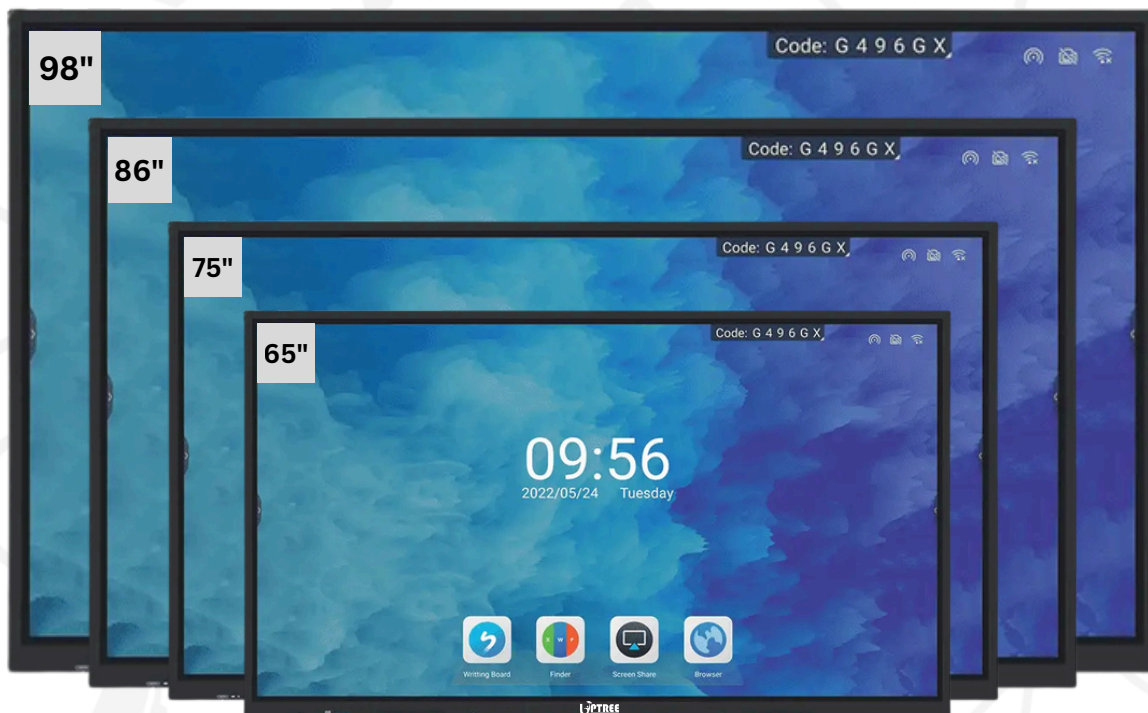 98"
Code: G 4 9 6 G X
86"
Code: G 4 9 6 G X
75"
Code: G 4 9 6 G X
65"
Code: G 4 9 6 G X
09:56
2022/05/24 Tuesday
W P
Writting Board Finder Screen Share Browser